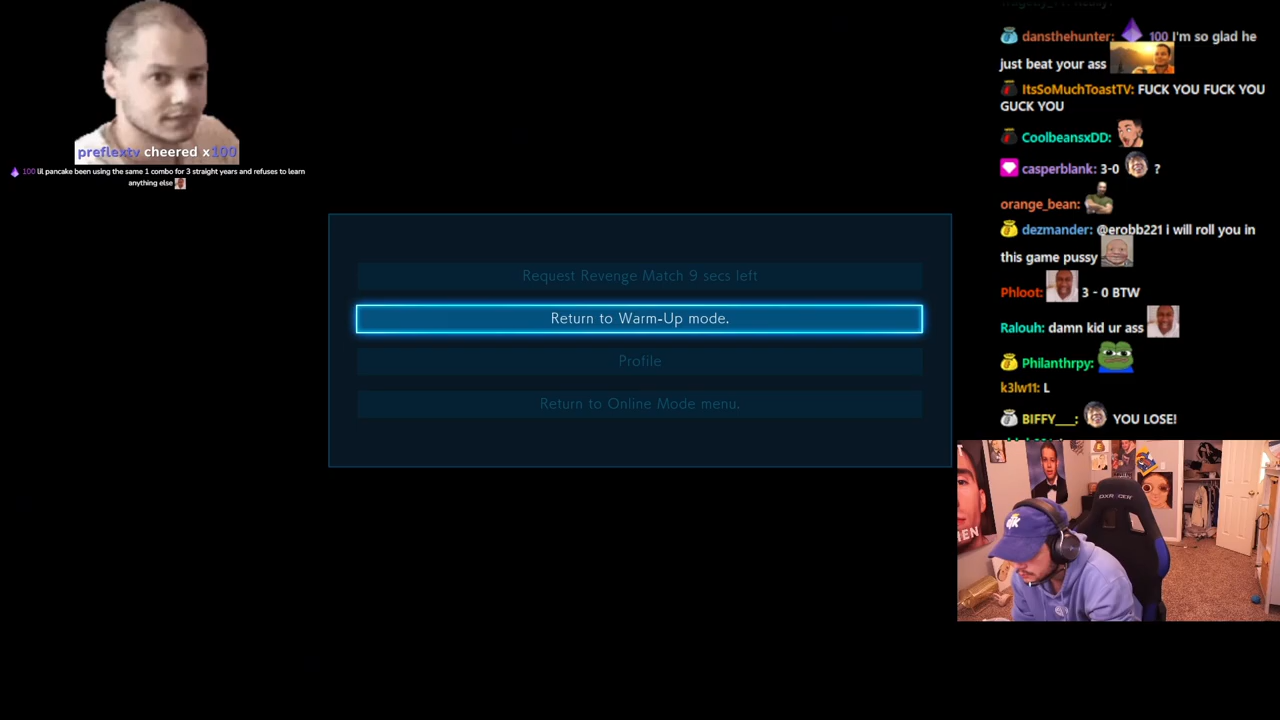 preflextv cheered x100
100 lil pancake been using the same 1 combo for 3 straight years and refuses to learn
anything else
Request Revenge Match 9 secs left
Return to Warm-Up mode.
Profile
Return to Online Mode menu.
dansthehunter: 100 I'm so glad he
just beat your ass
ItsSoMuchToastTV: FUCK YOU FUCK YOU
GUCK YOU
CoolbeansxDD:
casperblank: 3-0 ?
orange_bean:
dezmander: @erobb221 i will roll you in
this game pussy
Phloot: 3 - 0 BTW
Ralouh: damn kid ur ass
Philanthrpy:
k3lw11: L
BIFFY___: YOU LOSE!
DXRACER